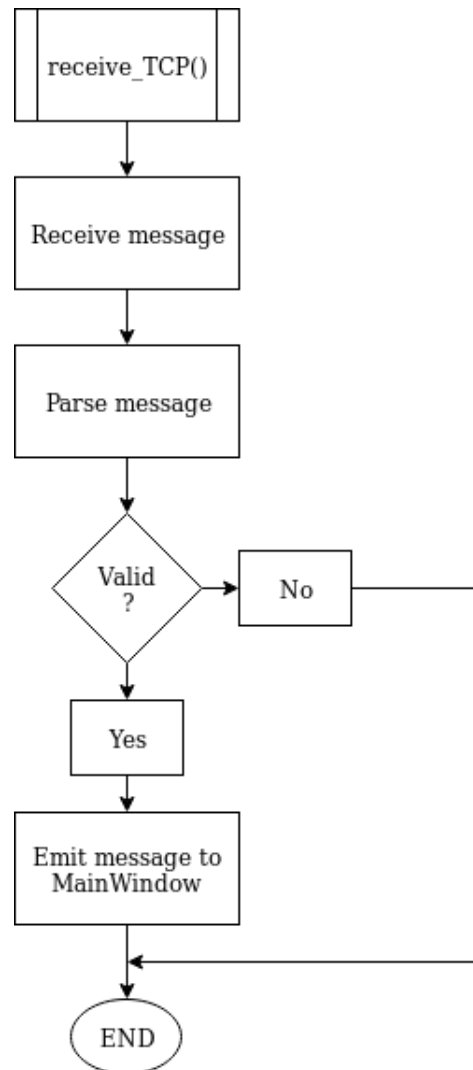 receive_TCP()
Receive message
Parse message
Valid
?
No
Yes
Emit message to
MainWindow
END